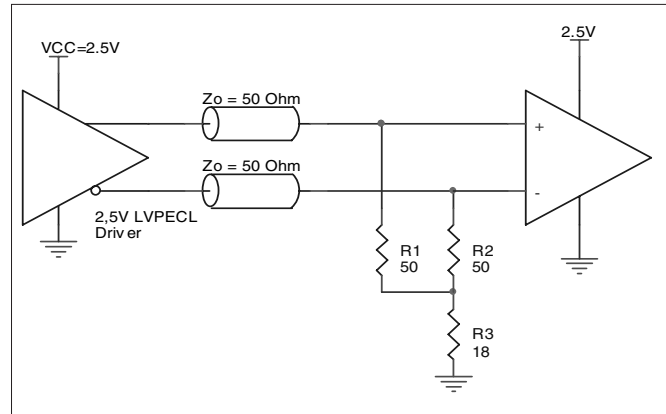 VCC=2.5V
2.5V
Zo = 50 Ohm
+
Zo = 50 Ohm
-
2,5V LVPECL
Driver
R1
50
R2
50
R3
18